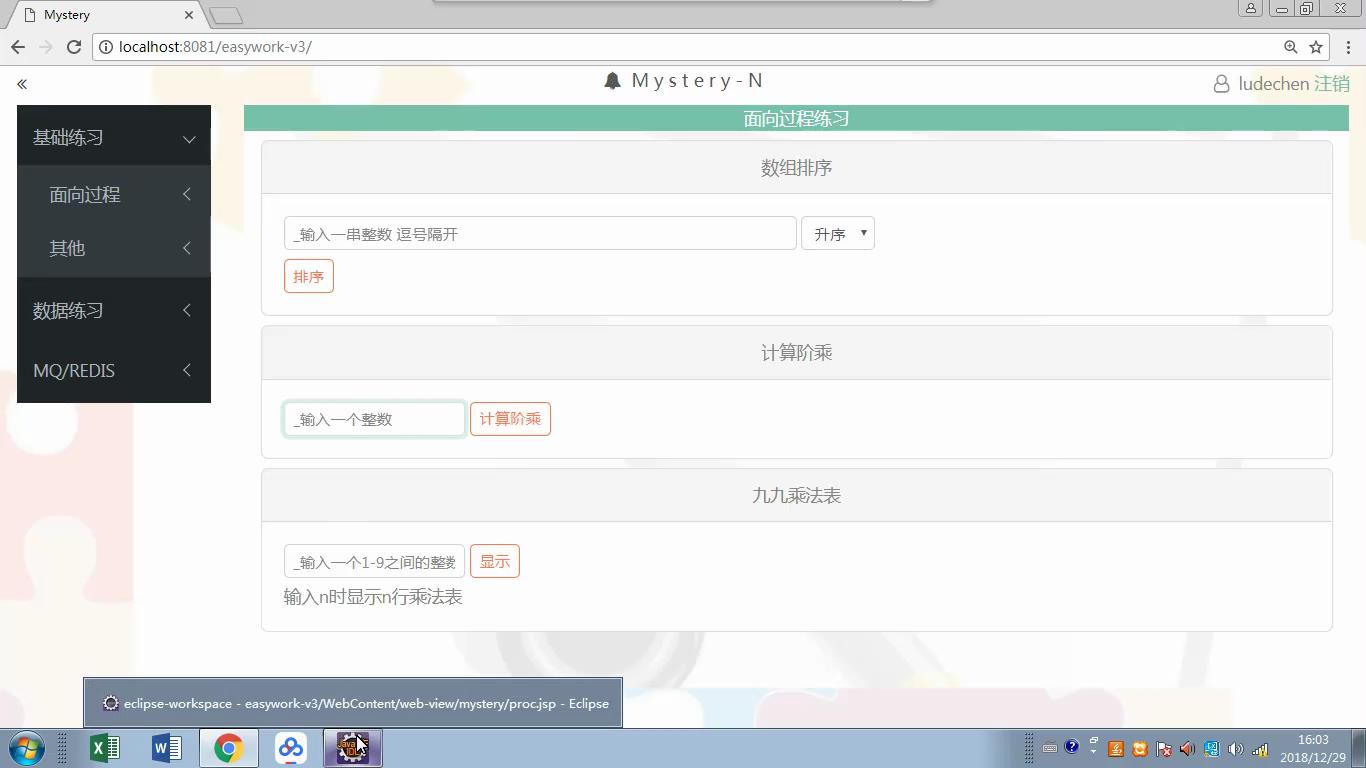 Mystery
localhost:8081/easywork-v3/
Mystery-N
ludechen 注销
基础练习
面向过程
其他
数据练习
MQ/REDIS
面向过程练习
数组排序
_输入一串整数 逗号隔开
升序
排序
计算阶乘
_输入一个整数
计算阶乘
九九乘法表
_输入一个1-9之间的整数
显示
输入n时显示n行乘法表
eclipse-workspace - easywork-v3/WebContent/web-view/mystery/proc.jsp - Eclipse
16:03
2018/12/29